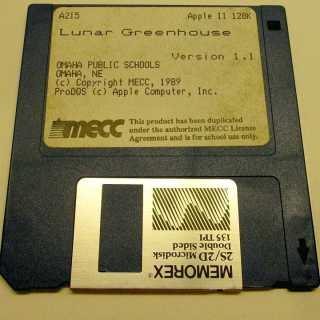 A215 Apple II 128K
Lunar Greenhouse
Version 1.1
OMAHA PUBLIC SCHOOLS
OMAHA, NE
(c) Copyright MECC, 1989
ProDOS (c) Apple Computer, Inc.
mecc
This product has been duplicated
under the authorized MECC License
Agreement and is for school use only.
MEMOREX
2S/2D Microdisk
Double Sided
135 TPI